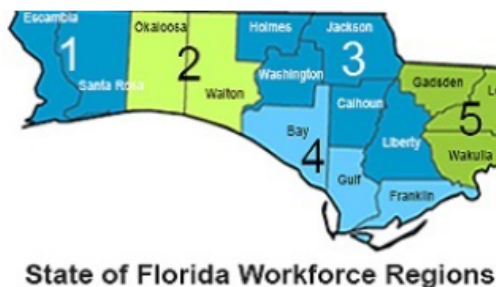 Escambia
Okaloosa
Holmes
Jackson
1
2
3
Santa Rosa
Walton
Washington
Calhoun
Gadsden
Bay
4
Liberty
5
Wakulla
Gulf
Franklin
State of Florida Workforce Regions